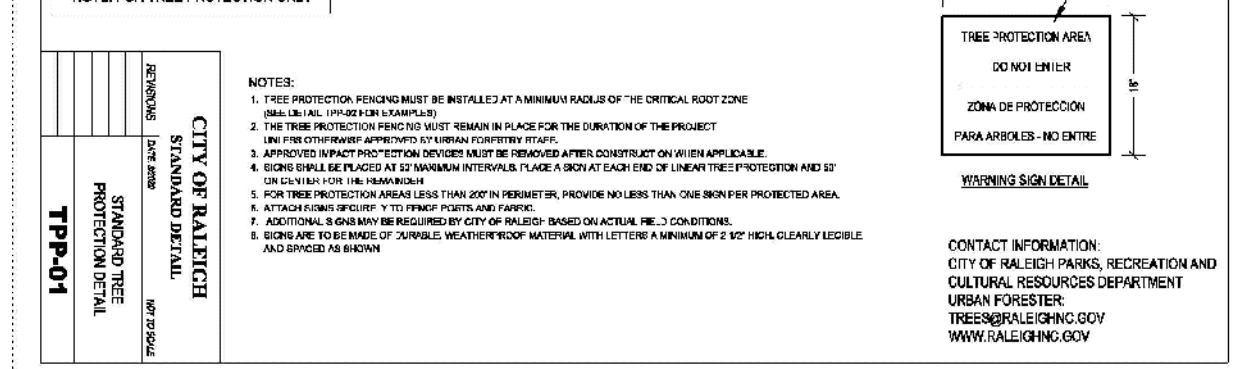 NOTES:
1. TREE PROTECTION FENCING MUST BE INSTALLED AT A MINIMUM RADIUS OF THE CRITICAL ROOT ZONE
(SEE DETAIL TPP-02 FOR EXAMPLES)
2. THE TREE PROTECTION FENCING MUST REMAIN IN PLACE FOR THE DURATION OF THE PROJECT
UNLESS OTHERWISE APPROVED BY URBAN FORESTRY STAFF.
3. APPROVED IMPACT PROTECTION DEVICES MUST BE REMOVED AFTER CONSTRUCTION WHEN APPLICABLE.
4. SIGNS SHALL BE PLACED AT 50' MAXIMUM INTERVALS. PLACE A SIGN AT EACH END OF LINEAR TREE PROTECTION AND 50'
ON CENTER FOR THE REMAINDER
5. FOR TREE PROTECTION AREAS LESS THAN 200' IN PERIMETER, PROVIDE NO LESS THAN ONE SIGN PER PROTECTED AREA.
6. ATTACH SIGNS SECURELY TO FENCE POSTS AND FABRIC.
7. ADDITIONAL SIGNS MAY BE REQUIRED BY CITY OF RALEIGH BASED ON ACTUAL FIELD CONDITIONS.
8. SIGNS ARE TO BE MADE OF DURABLE, WEATHERPROOF MATERIAL WITH LETTERS A MINIMUM OF 2 1/2" HIGH, CLEARLY LEGIBLE
AND SPACED AS SHOWN
TREE PROTECTION AREA
DO NOT ENTER
ZONA DE PROTECCION
PARA ARBOLES - NO ENTRE
18"
WARNING SIGN DETAIL
CONTACT INFORMATION:
CITY OF RALEIGH PARKS, RECREATION AND
CULTURAL RESOURCES DEPARTMENT
URBAN FORESTER:
TREES@RALEIGHNC.GOV
WWW.RALEIGHNC.GOV
CITY OF RALEIGH
STANDARD DETAIL
REVISIONS
DATE:
NOT TO SCALE
STANDARD TREE
PROTECTION DETAIL
TPP-01